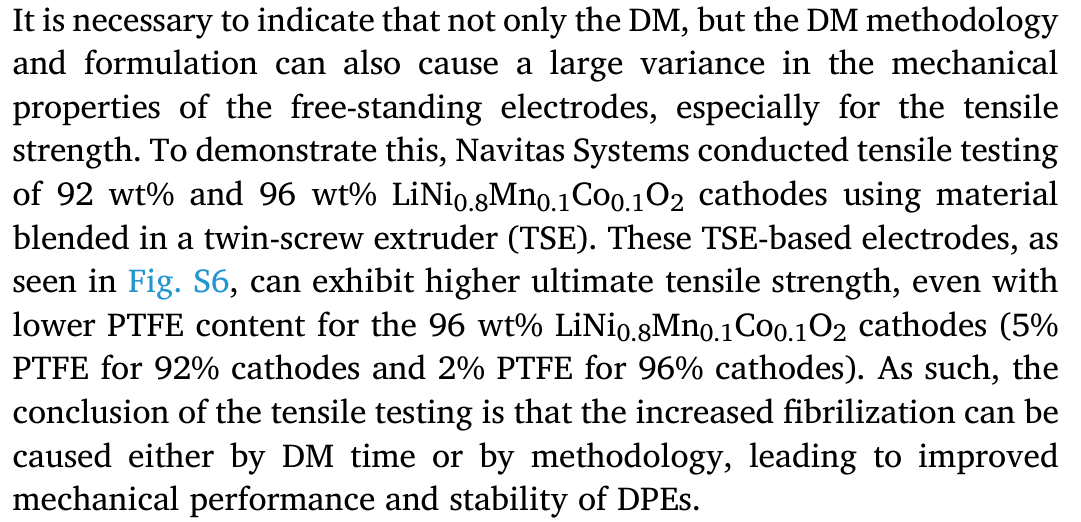 It is necessary to indicate that not only the DM, but the DM methodology
and formulation can also cause a large variance in the mechanical
properties of the free-standing electrodes, especially for the tensile
strength. To demonstrate this, Navitas Systems conducted tensile testing
of 92 wt% and 96 wt% LiNi₀.₈Mn₀.₁Co₀.₁O₂ cathodes using material
blended in a twin-screw extruder (TSE). These TSE-based electrodes, as
seen in Fig. S6, can exhibit higher ultimate tensile strength, even with
lower PTFE content for the 96 wt% LiNi₀.₈Mn₀.₁Co₀.₁O₂ cathodes (5%
PTFE for 92% cathodes and 2% PTFE for 96% cathodes). As such, the
conclusion of the tensile testing is that the increased fibrilization can be
caused either by DM time or by methodology, leading to improved
mechanical performance and stability of DPEs.